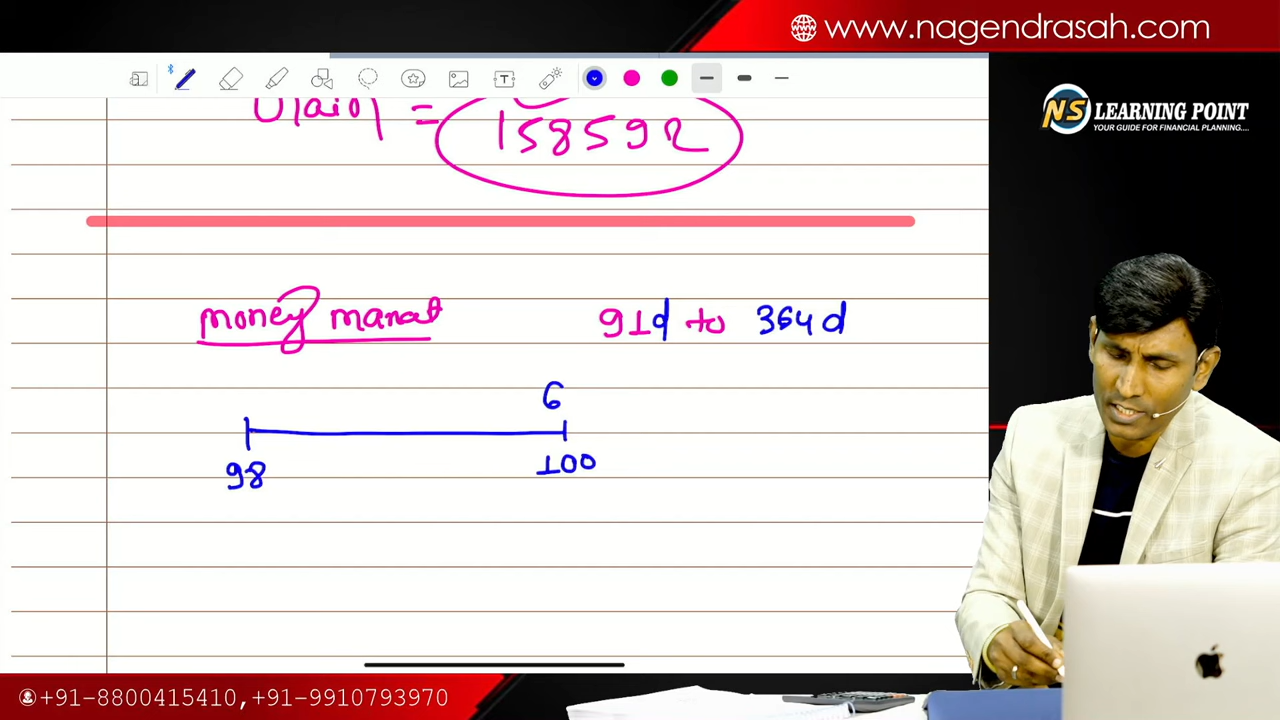 www.nagendrasah.com
NS LEARNING POINT
YOUR GUIDE FOR FINANCIAL PLANNING....
=
158592
money marat
91d to 364d
6
98
100
+91-8800415410,+91-9910793970